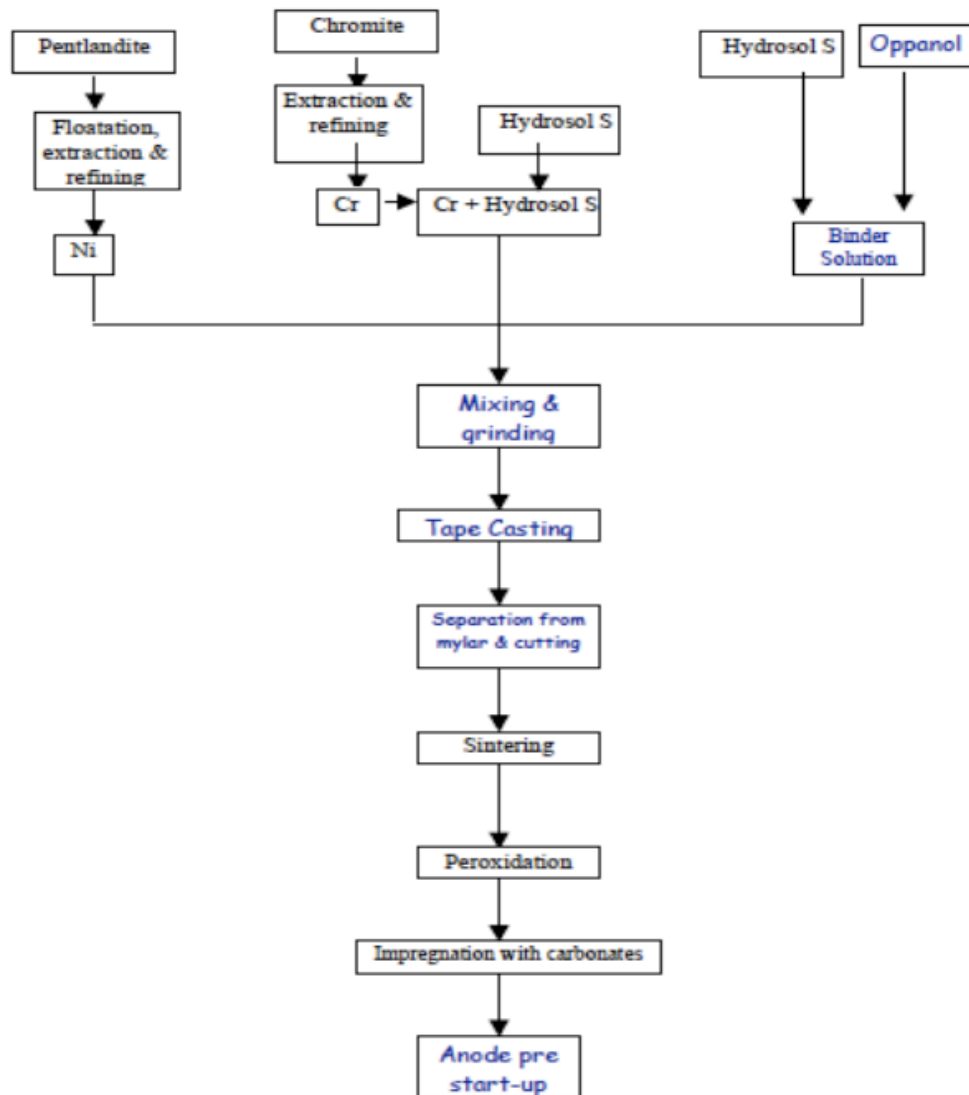 Pentlandite
Chromite
Hydrosol S
Oppanol
Floatation,
extraction &
refining
Extraction &
refining
Hydrosol S
Ni
Cr
Cr + Hydrosol S
Binder
Solution
Mixing &
grinding
Tape Casting
Separation from
mylar & cutting
Sintering
Peroxidation
Impregnation with carbonates
Anode pre
start-up